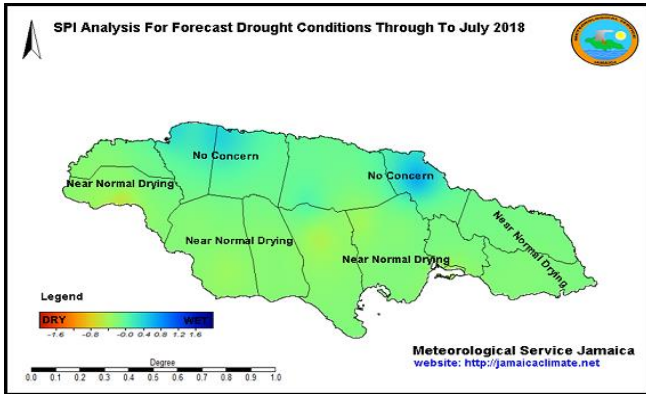 SPI Analysis For Forecast Drought Conditions Through To July 2018
JAMAICA
No Concern
No Concern
Near Normal Drying
Near Normal Drying
Near Normal Drying
Near Normal Drying
Legend
DRY WET
-1.6 -0.8 -0.0 0.4 0.8 1.2 1.6
Degree
0.0 0.1 0.2 0.3 0.4 0.5 0.6 0.7 0.8 0.9 1.0
Meteorological Service Jamaica
website: http://jamaicaclimate.net